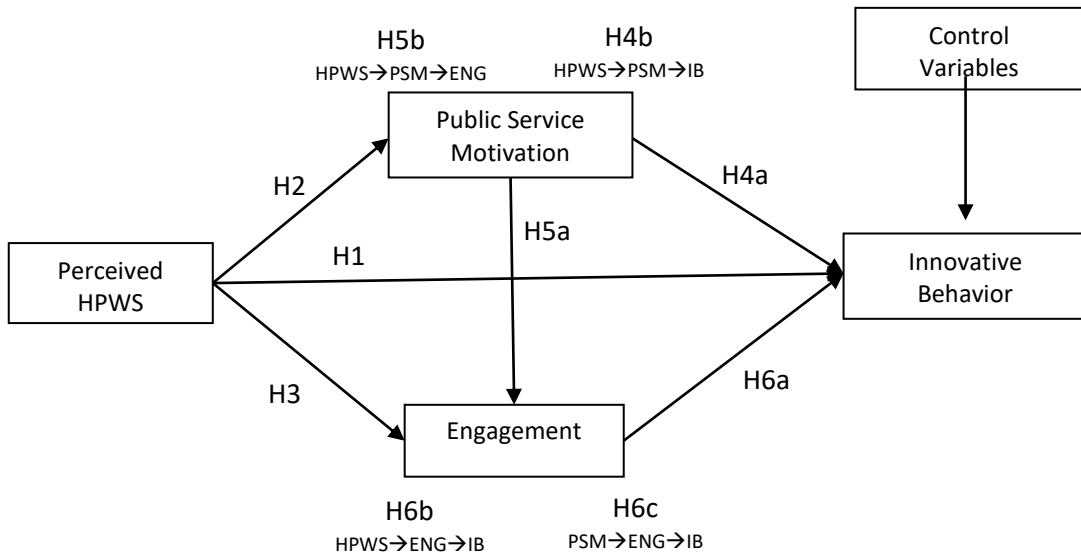 H5b
HPWS→PSM→ENG
H4b
HPWS→PSM→IB
Control
Variables
Public Service
Motivation
H2
H4a
H5a
H1
Perceived
HPWS
Innovative
Behavior
H3
H6a
Engagement
H6b
HPWS→ENG→IB
H6c
PSM→ENG→IB